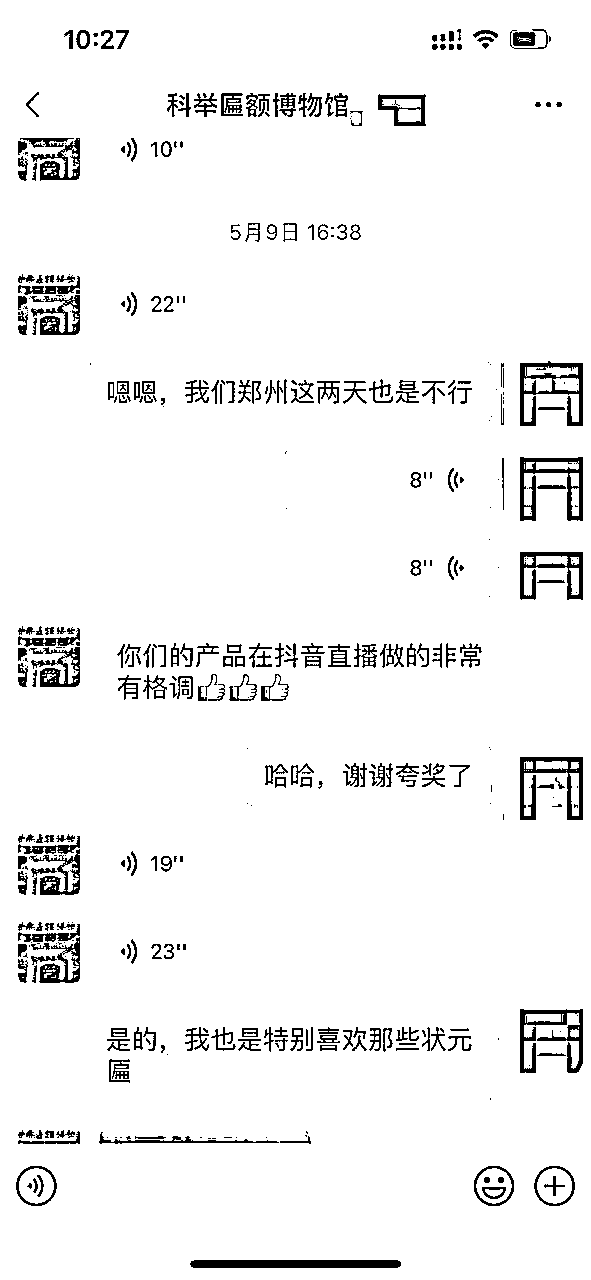 10:27
科举匾额博物馆
10"
5月9日 16:38
22"
嗯嗯，我们郑州这两天也是不行
8"
8"
你们的产品在抖音直播做的非常
有格调👍👍👍
哈哈，谢谢夸奖了
19"
23"
是的，我也是特别喜欢那些状元
匾